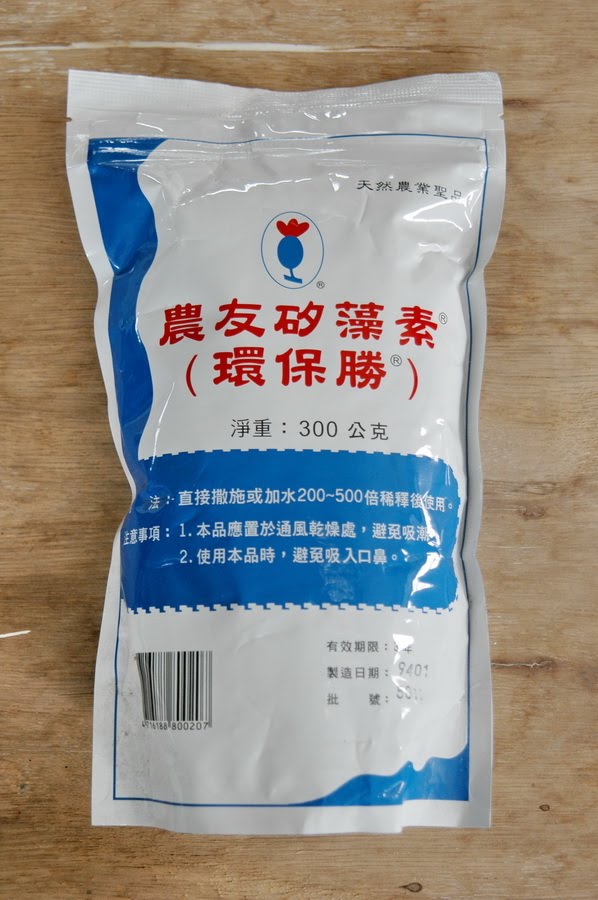 天然農業聖品
®
農友矽藻素®
(環保勝®)
淨重：300 公克
法：直接撒施或加水200~500倍稀釋後使用。
注意事項：1.本品應置於通風乾燥處，避免吸潮
2.使用本品時，避免吸入口鼻。
有效期限：
製造日期：9401
批　　號：